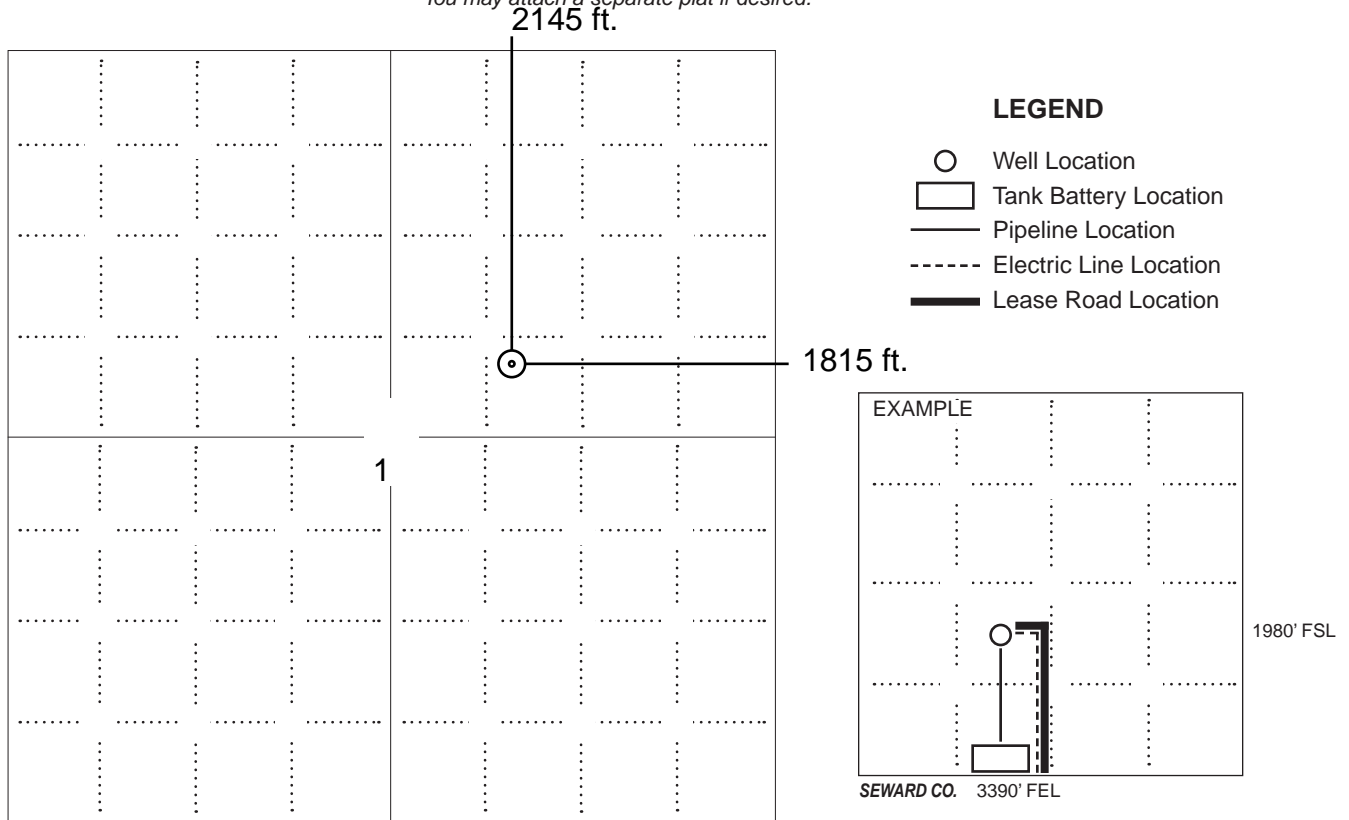 You may attach a separate plat if desired.
2145 ft.
LEGEND
Well Location
Tank Battery Location
Pipeline Location
Electric Line Location
Lease Road Location
1815 ft.
EXAMPLE
1
1980' FSL
SEWARD CO. 3390' FEL